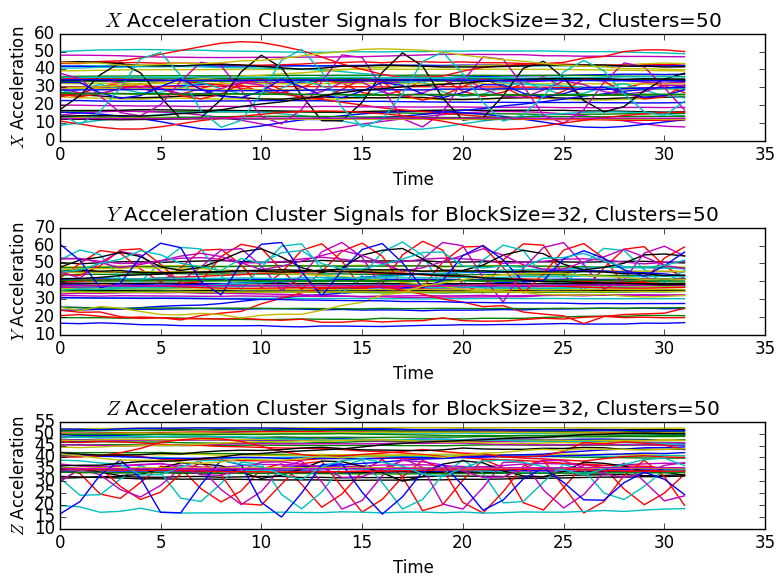 X Acceleration Cluster Signals for BlockSize=32, Clusters=50
X Acceleration
60
50
40
30
20
10
0
0 5 10 15 20 25 30 35
Time
Y Acceleration Cluster Signals for BlockSize=32, Clusters=50
Y Acceleration
70
60
50
40
30
20
10
0 5 10 15 20 25 30 35
Time
Z Acceleration Cluster Signals for BlockSize=32, Clusters=50
Z Acceleration
55
50
45
40
35
30
25
20
15
10
0 5 10 15 20 25 30 35
Time